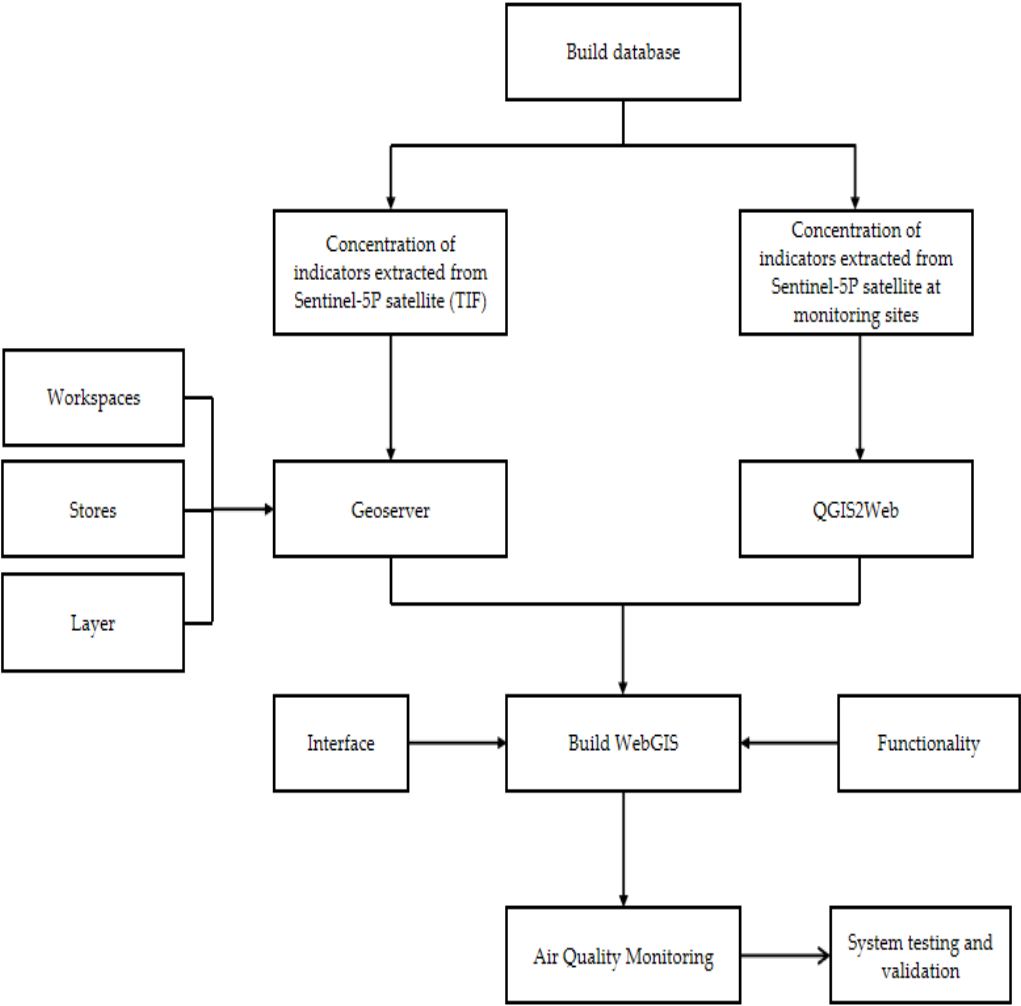 Build database
Concentration of
indicators extracted from
Sentinel-5P satellite (TIF)
Concentration of
indicators extracted from
Sentinel-5P satellite at
monitoring sites
Workspaces
Stores
Layer
Geoserver
QGIS2Web
Interface
Build WebGIS
Functionality
Air Quality Monitoring
System testing and
validation